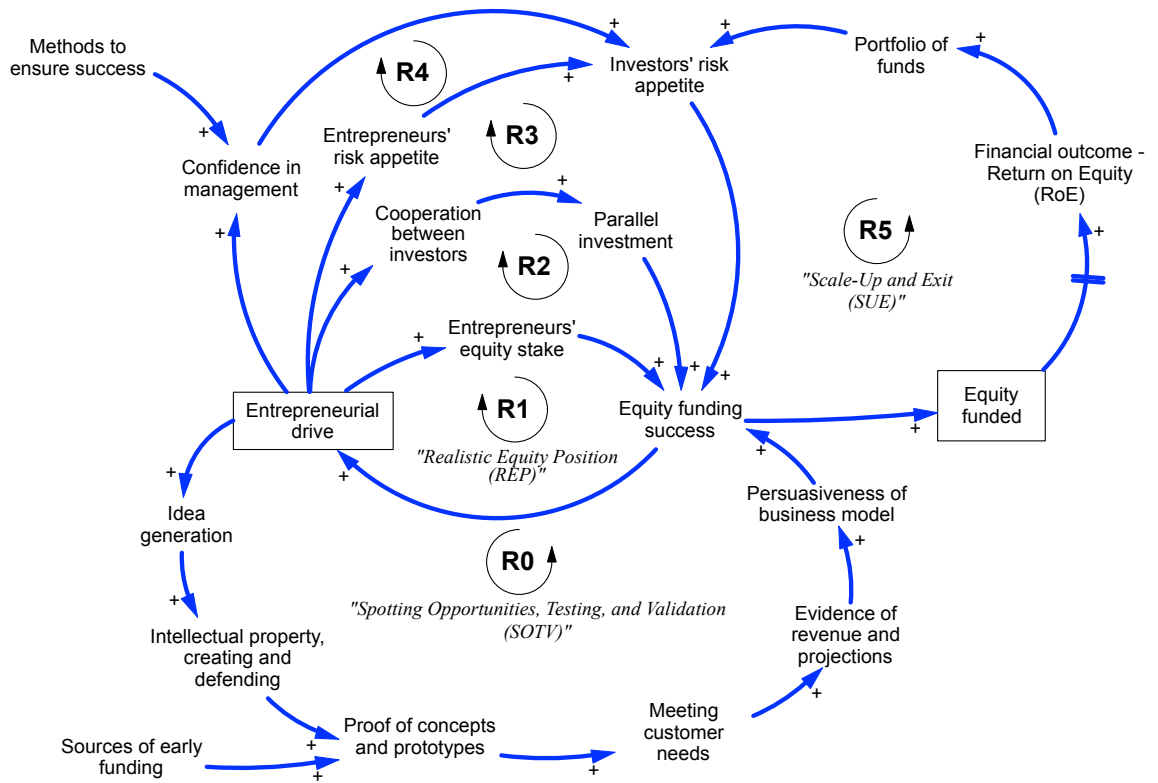 Methods to
ensure success
+
+
R4
+
Investors' risk
appetite
+
Portfolio of
funds
+
+
Confidence in
management
+
Entrepreneurs'
risk appetite
+
R3
Financial outcome -
Return on Equity
(RoE)
+
Cooperation
between
investors
+
+
Parallel
investment
R2
R5
"Scale-Up and Exit
(SUE)"
+
Entrepreneurs'
equity stake
+
+
+
+
Entrepreneurial
drive
R1
"Realistic Equity Position
(REP)"
Equity funding
success
+
Equity
funded
+
+
+
Idea
generation
+
Persuasiveness of
business model
+
R0
"Spotting Opportunities, Testing, and Validation
(SOTV)"
Evidence of
revenue and
projections
+
Intellectual property,
creating and
defending
+
Proof of concepts
and prototypes
+
Meeting
customer
needs
+
Sources of early
funding
+